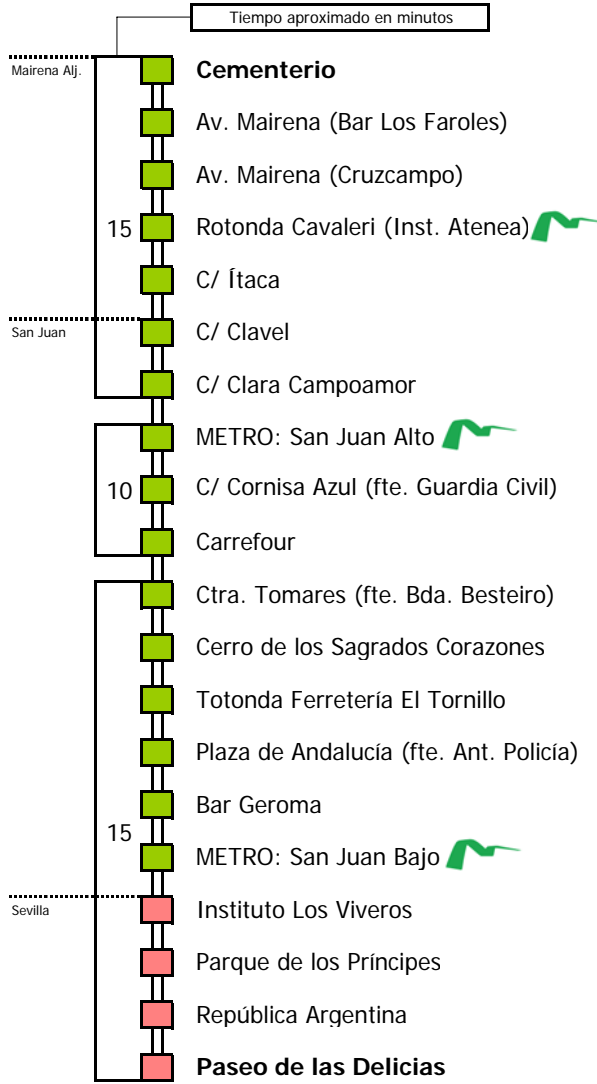 Tiempo aproximado en minutos
Mairena Alj.
Cementerio
Av. Mairena (Bar Los Faroles)
Av. Mairena (Cruzcampo)
15
Rotonda Cavaleri (Inst. Atenea)
C/ Ítaca
San Juan
C/ Clavel
C/ Clara Campoamor
METRO: San Juan Alto
10
C/ Cornisa Azul (fte. Guardia Civil)
Carrefour
Ctra. Tomares (fte. Bda. Besteiro)
Cerro de los Sagrados Corazones
Totonda Ferretería El Tornillo
Plaza de Andalucía (fte. Ant. Policía)
Bar Geroma
15
METRO: San Juan Bajo
Sevilla
Instituto Los Viveros
Parque de los Príncipes
República Argentina
Paseo de las Delicias